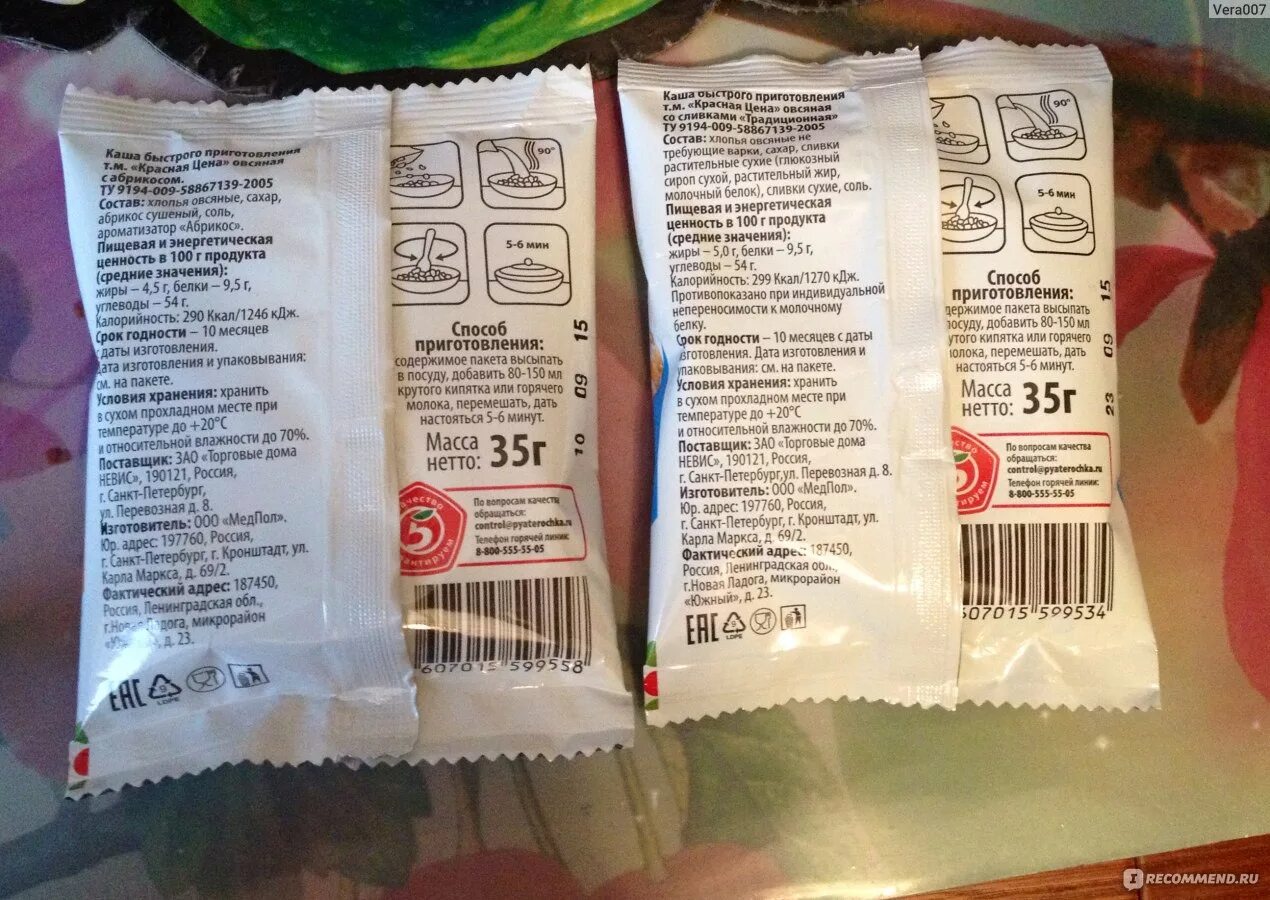 Vera007
Каша быстрого приготовления
т.м. «Красная Цена» овсяная
с абрикосом.
ТУ 9194-009-58867139-2005
Состав: хлопья овсяные, сахар,
абрикос сушеный, соль,
ароматизатор «Абрикос».
Пищевая и энергетическая
ценность в 100 г продукта
(средние значения):
жиры – 4,5 г, белки – 9,5 г,
углеводы – 54 г.
Калорийность: 290 Ккал/1246 кДж.
Срок годности – 10 месяцев
с даты изготовления.
Дата изготовления и упаковывания:
см. на пакете.
Условия хранения: хранить
в сухом прохладном месте при
температуре до +20°С
и относительной влажности до 70%.
Поставщик: ЗАО «Торговые дома
НЕВИС», 190121, Россия,
г. Санкт-Петербург,
ул. Перевозная д. 8.
Изготовитель: ООО «МедПол».
Юр. адрес: 197760, Россия,
г. Санкт-Петербург, г. Кронштадт, ул.
Карла Маркса, д. 69/2.
Фактический адрес: 187450,
Россия, Ленинградская обл.,
г.Новая Ладога, микрорайон
«Южный», д. 23.
EAC
LDPE
90°
5-6 мин
Способ
приготовления:
содержимое пакета высыпать
в посуду, добавить 80-150 мл
крутого кипятка или горячего
молока, перемешать, дать
настояться 5-6 минут.
Масса
нетто: 35г
10 09 15
качество
5
гарантируем
По вопросам качества
обращаться:
control@pyaterochka.ru
Телефон горячей линии:
8-800-555-55-05
607015 599558
Каша быстрого приготовления
т.м. «Красная Цена» овсяная
со сливками «Традиционная»
ТУ 9194-009-58867139-2005
Состав: хлопья овсяные не
требующие варки, сахар, сливки
растительные сухие (глюкозный
сироп сухой, растительный жир,
молочный белок), сливки сухие, соль.
Пищевая и энергетическая
ценность в 100 г продукта
(средние значения):
жиры – 5,0 г, белки – 9,5 г,
углеводы – 54 г.
Калорийность: 299 Ккал/1270 кДж.
Противопоказано при индивидуальной
непереносимости к молочному
белку.
Срок годности – 10 месяцев с даты
изготовления. Дата изготовления и
упаковывания: см. на пакете.
Условия хранения: хранить
в сухом прохладном месте при
температуре до +20°С
и относительной влажности до 70%.
Поставщик: ЗАО «Торговые дома
НЕВИС», 190121, Россия,
г. Санкт-Петербург,ул. Перевозная д. 8.
Изготовитель: ООО «МедПол».
Юр. адрес: 197760, Россия,
г. Санкт-Петербург, г. Кронштадт, ул.
Карла Маркса, д. 69/2.
Фактический адрес: 187450,
Россия, Ленинградская обл.,
г.Новая Ладога, микрорайон
«Южный», д. 23.
EAC
LDPE
90°
5-6 мин
Способ
приготовления:
держимое пакета высыпать
посуду, добавить 80-150 мл
утого кипятка или горячего
молока, перемешать, дать
настояться 5-6 минут.
Масса
нетто: 35г
23 09 15
По вопросам качества
обращаться:
control@pyaterochka.ru
Телефон горячей линии:
8-800-555-55-05
607015 599534
IRECOMMEND.RU